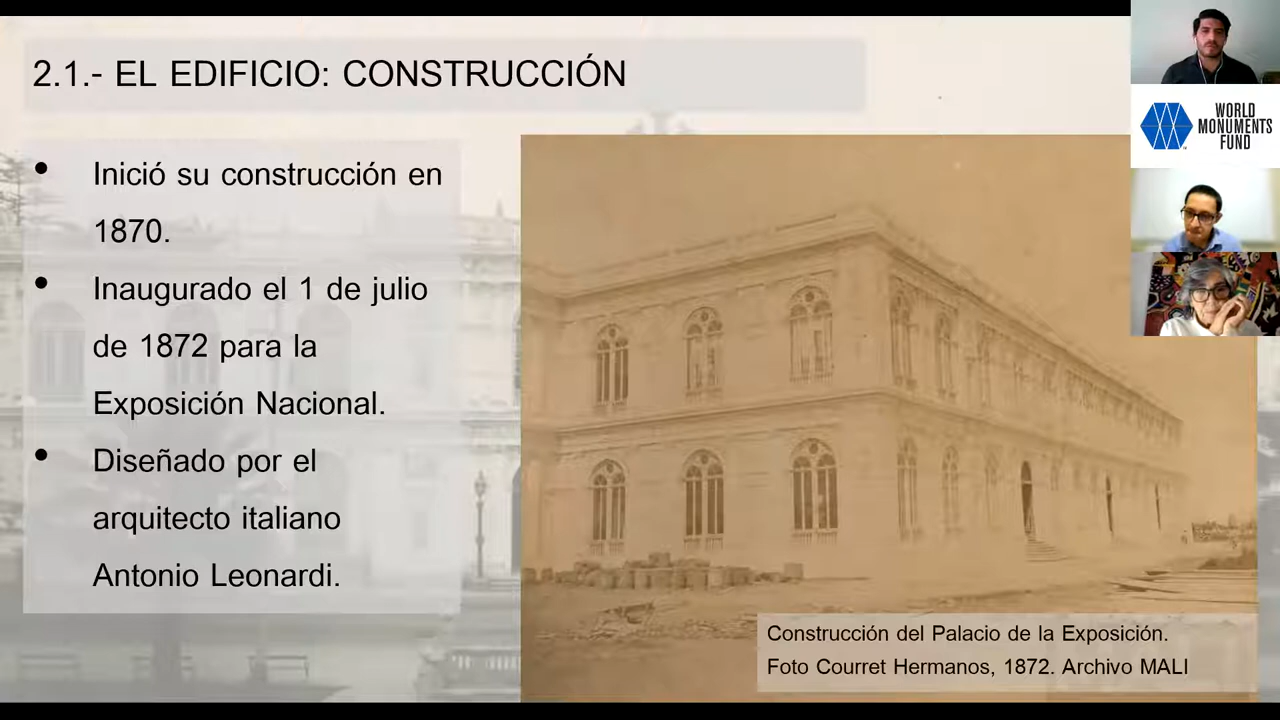 2.1.- EL EDIFICIO: CONSTRUCCIÓN
• Inició su construcción en
1870.
• Inaugurado el 1 de julio
de 1872 para la
Exposición Nacional.
• Diseñado por el
arquitecto italiano
Antonio Leonardi.
Construcción del Palacio de la Exposición.
Foto Courret Hermanos, 1872. Archivo MALI
WORLD
MONUMENTS
FUND